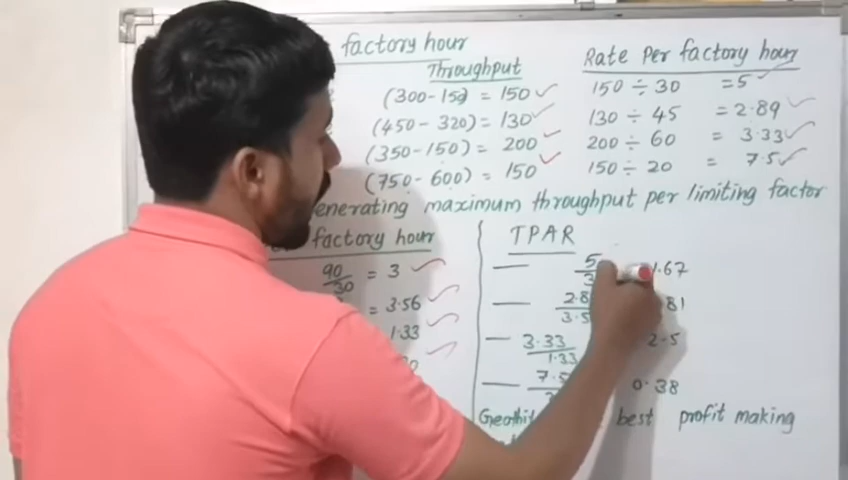 factory hour
Throughput
(300-150) = 150
(450 - 320) = 130
(350-150) = 200
(750 - 600) = 150
Rate Per factory hour
150 ÷ 30 = 5
130 ÷ 45 = 2.89
200 ÷ 60 = 3.33
150 ÷ 20 = 7.5
enerating maximum throughput per limiting factor
factory hour
90/30 = 3
= 3.56
1.33
TPAR
5 1.67
2.8 81
3.5
3.33/1.33 2.5
7.5 0.38
best profit making